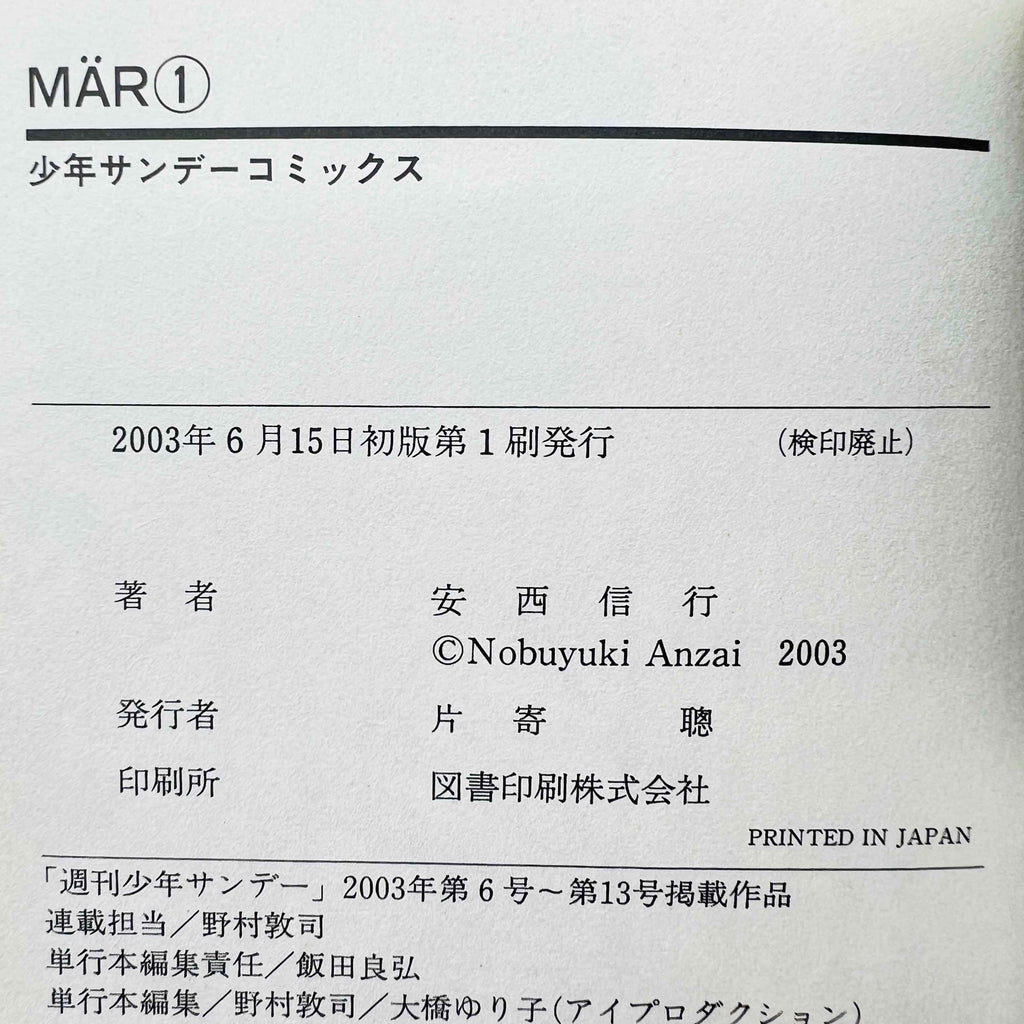 MÄR①
少年サンデーコミックス
2003年6月15日初版第1刷発行 (検印廃止)
著者 安西信行
©Nobuyuki Anzai 2003
発行者 片寄聰
印刷所 図書印刷株式会社
PRINTED IN JAPAN
「週刊少年サンデー」2003年第6号～第13号掲載作品
連載担当／野村敦司
単行本編集責任／飯田良弘
単行本編集／野村敦司／大橋ゆり子(アイプロダクション)